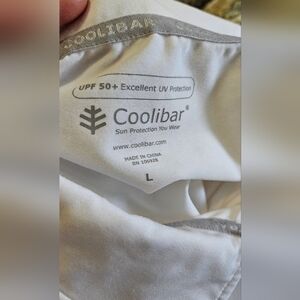 COOLIBAR
UPF 50+ Excellent UV Protection
Coolibar®
Sun Protection You Wear
www.coolibar.com
MADE IN CHINA
L